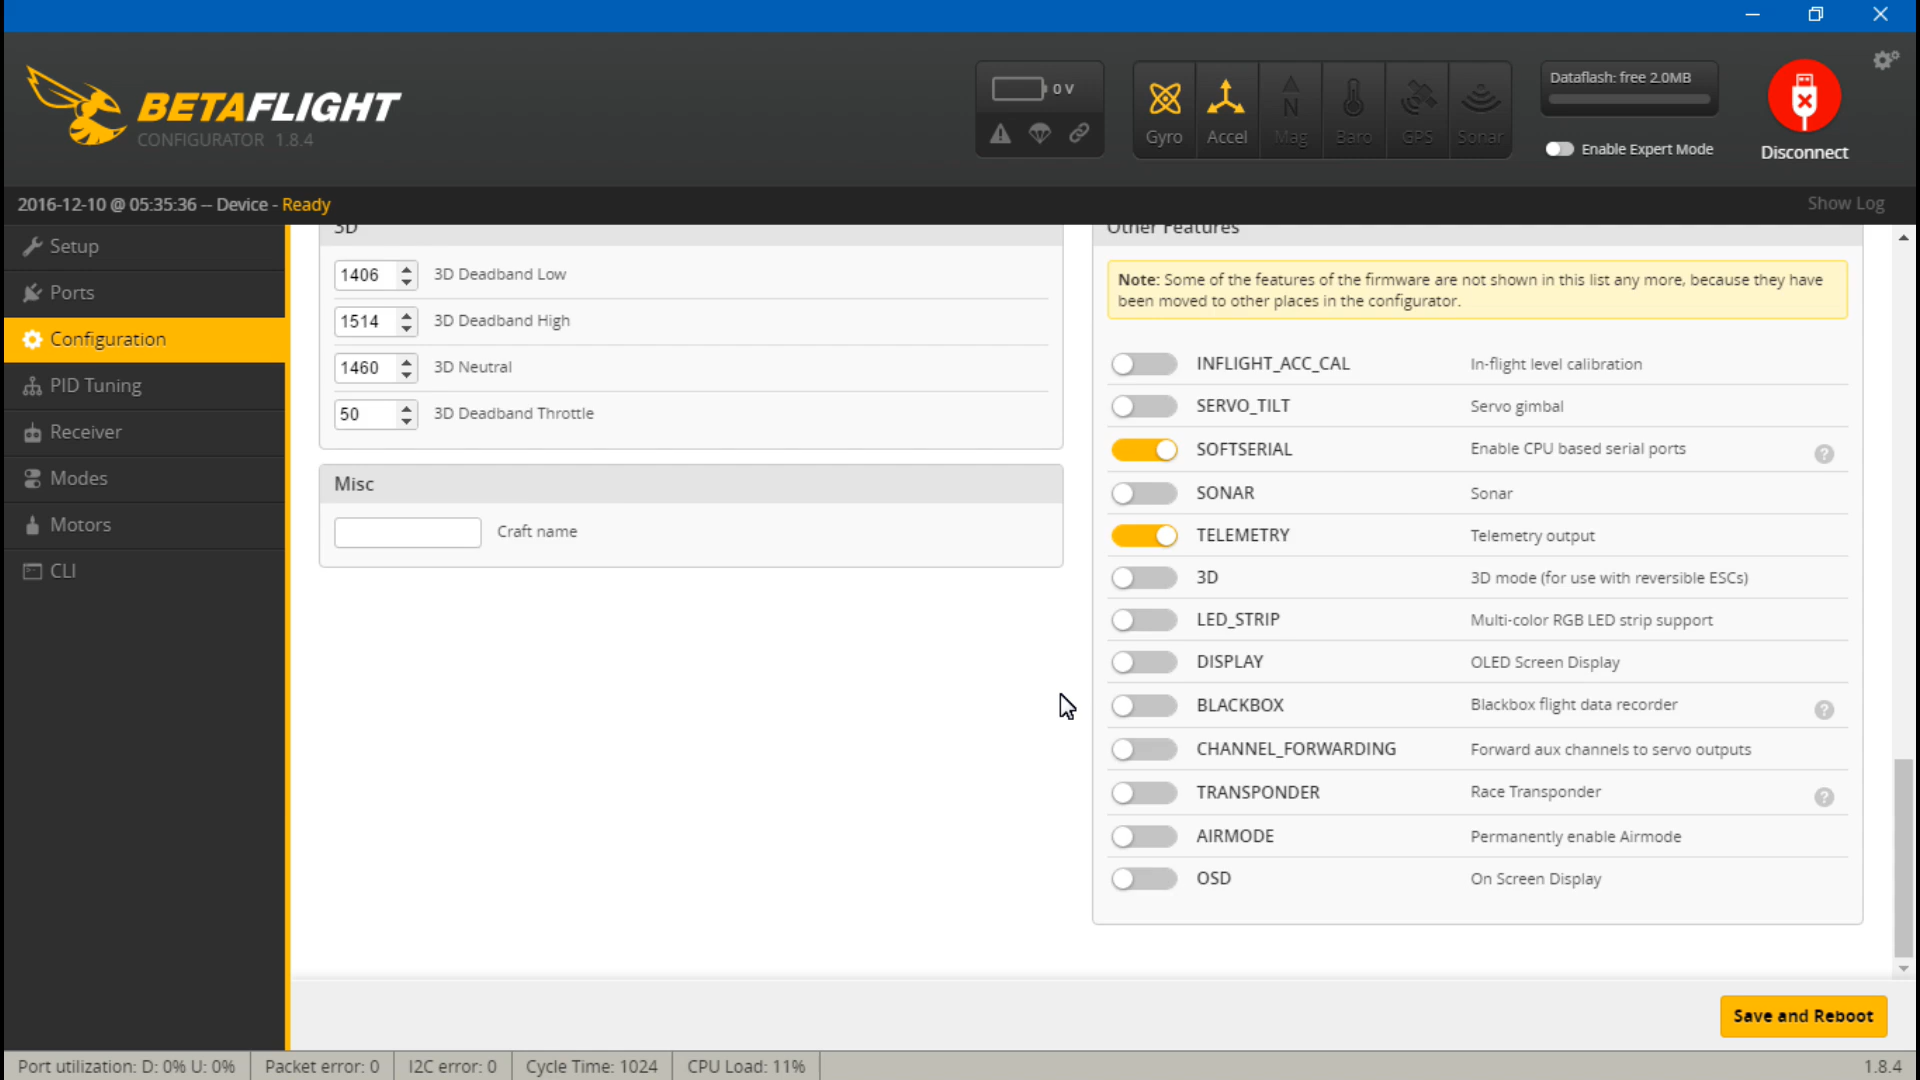 BETAFLIGHT
CONFIGURATOR 1.8.4
0 V
Gyro
Accel
Mag
Baro
GPS
Sonar
Dataflash: free 2.0MB
Enable Expert Mode
Disconnect
2016-12-10 @ 05:35:36 -- Device - Ready
Show Log
Setup
Ports
Configuration
PID Tuning
Receiver
Modes
Motors
CLI
3D
1406 3D Deadband Low
1514 3D Deadband High
1460 3D Neutral
50 3D Deadband Throttle
Misc
Craft name
Other Features
Note: Some of the features of the firmware are not shown in this list any more, because they have
been moved to other places in the configurator.
INFLIGHT_ACC_CAL In-flight level calibration
SERVO_TILT Servo gimbal
SOFTSERIAL Enable CPU based serial ports ?
SONAR Sonar
TELEMETRY Telemetry output
3D 3D mode (for use with reversible ESCs)
LED_STRIP Multi-color RGB LED strip support
DISPLAY OLED Screen Display
BLACKBOX Blackbox flight data recorder ?
CHANNEL_FORWARDING Forward aux channels to servo outputs
TRANSPONDER Race Transponder ?
AIRMODE Permanently enable Airmode
OSD On Screen Display
Save and Reboot
Port utilization: D: 0% U: 0% Packet error: 0 I2C error: 0 Cycle Time: 1024 CPU Load: 11% 1.8.4